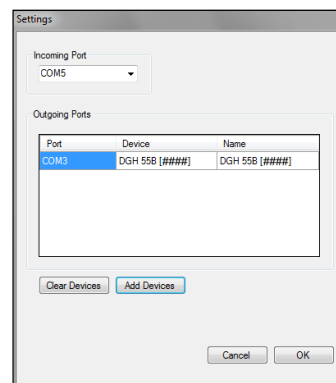 Settings
Incoming Port
COM5
Outgoing Ports
Port Device Name
COM3 DGH 55B [####] DGH 55B [####]
Clear Devices Add Devices
Cancel OK